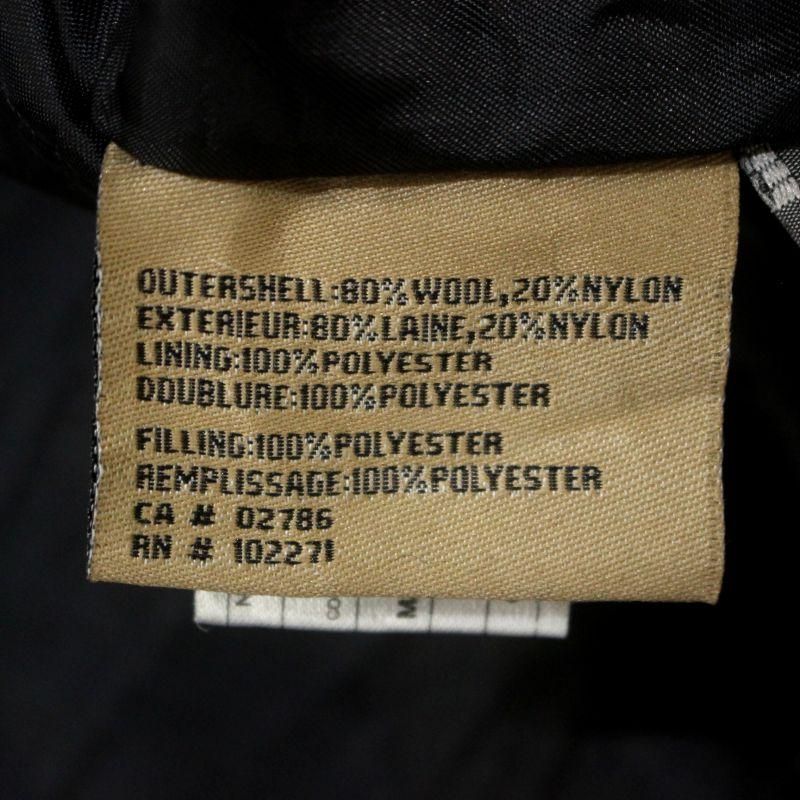 OUTERSHELL:80%WOOL,20%NYLON
EXTERIEUR:80%LAINE,20%NYLON
LINING:100%POLYESTER
DOUBLURE:100%POLYESTER
FILLING:100%POLYESTER
REMPLISSAGE:100%POLYESTER
CA # 02786
RN # 102271